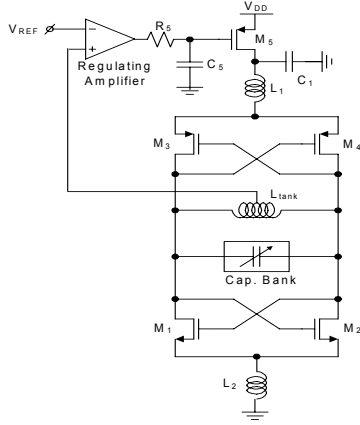 V_DD
V_REF
R_5
−
+
M_5
Regulating
Amplifier
C_5
C_1
L_1
M_3
M_4
L_tank
Cap. Bank
M_1
M_2
L_2